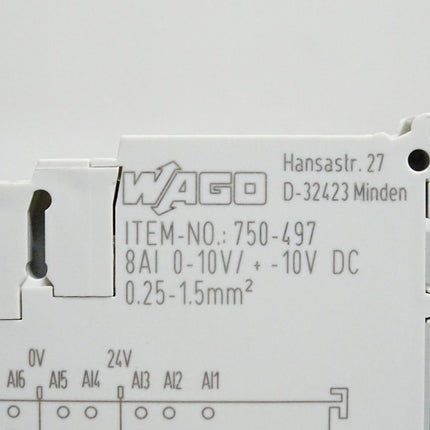 WAGO
Hansastr. 27
D-32423 Minden
ITEM-NO.: 750-497
8AI 0-10V/ + -10V DC
0.25-1.5mm²
0V 24V
AI6 AI5 AI4 AI3 AI2 AI1